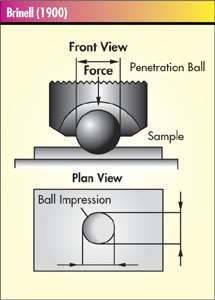 Brinell (1900)
Front View
Force
Penetration Ball
Sample
Plan View
Ball Impression